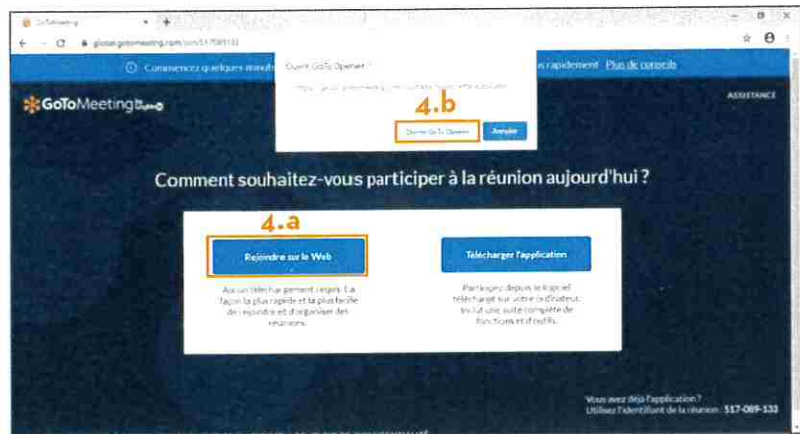 GoToMeeting
global.gotomeeting.com/join/517089133
Commencez quelques minut
Ouvrir GoTo Opener ?
us rapidement Plus de conseils
4.b
Ouvrir GoTo Opener
Annuler
GoToMeeting
ASSISTANCE
Comment souhaitez-vous participer à la réunion aujourd'hui ?
4.a
Rejoindre sur le Web
Aucun téléchargement requis. La
façon la plus rapide et la plus facile
de rejoindre et d'organiser des
réunions.
Télécharger l'application
Participez depuis le logiciel
téléchargé sur votre ordinateur.
Inclut une suite complète de
fonctions et d'outils.
Vous avez déjà l'application ?
Utilisez l'identifiant de la réunion : 517-089-133